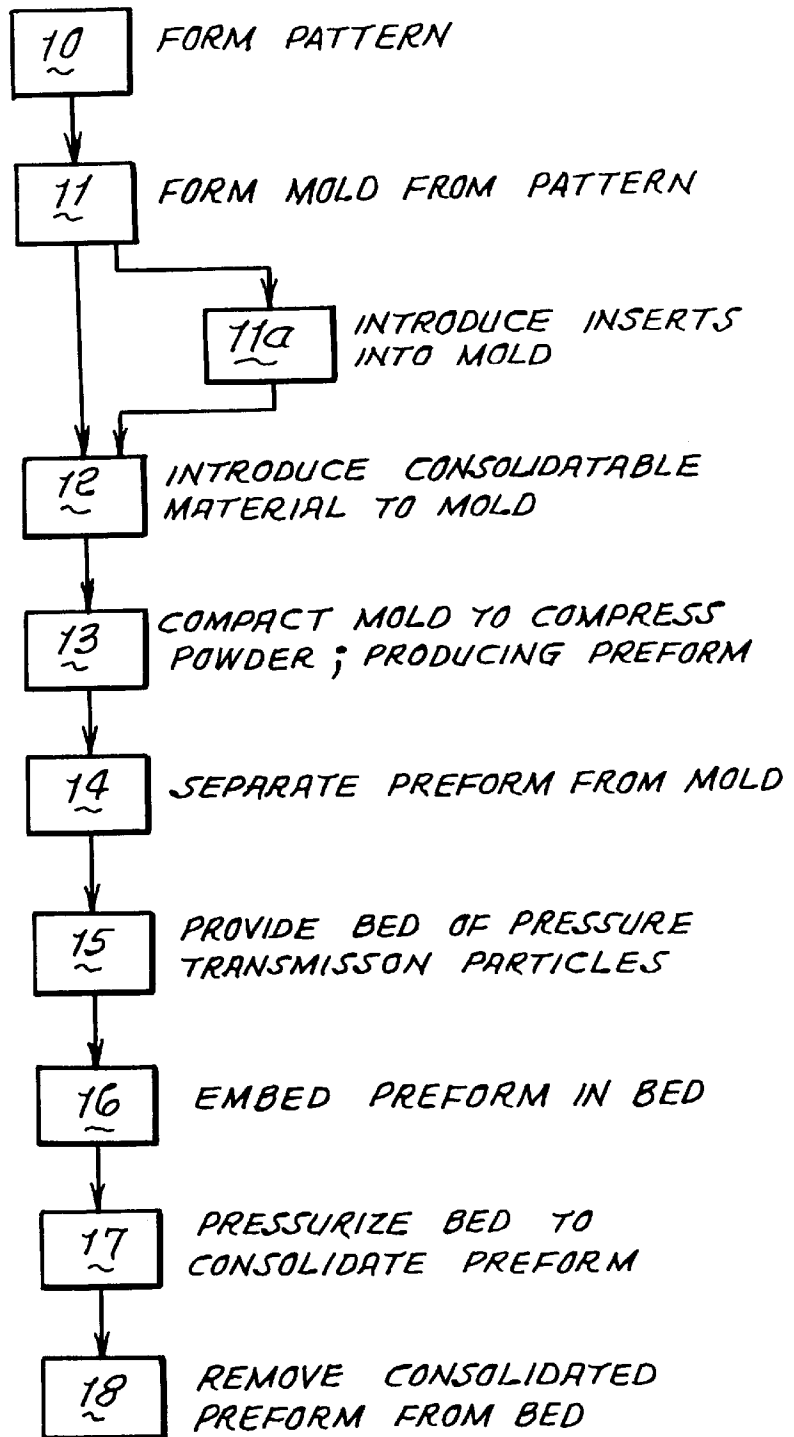 10 FORM PATTERN
11 FORM MOLD FROM PATTERN
11a INTRODUCE INSERTS
INTO MOLD
12 INTRODUCE CONSOLIDATABLE
MATERIAL TO MOLD
13 COMPACT MOLD TO COMPRESS
POWDER ; PRODUCING PREFORM
14 SEPARATE PREFORM FROM MOLD
15 PROVIDE BED OF PRESSURE
TRANSMISSON PARTICLES
16 EMBED PREFORM IN BED
17 PRESSURIZE BED TO
CONSOLIDATE PREFORM
18 REMOVE CONSOLIDATED
PREFORM FROM BED